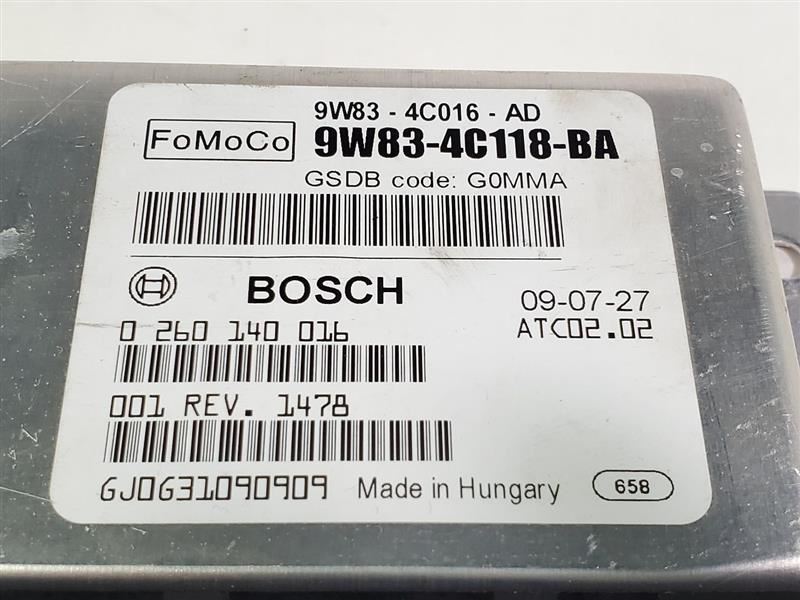 9W83 - 4C016 - AD
FoMoCo 9W83-4C118-BA
GSDB code: G0MMA
BOSCH 09-07-27
0 260 140 016 ATC02.02
001 REV. 1478
GJ0G31090909 Made in Hungary 658